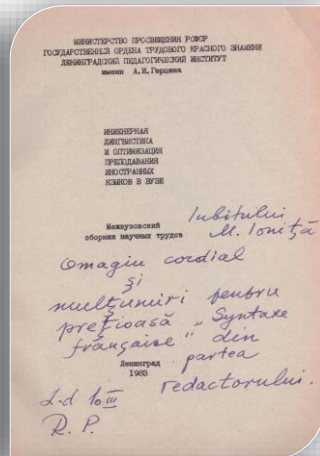 МИНИСТЕРСТВО ПРОСВЕЩЕНИЯ РСФСР
ГОСУДАРСТВЕННЫЙ ОРДЕНА ТРУДОВОГО КРАСНОГО ЗНАМЕНИ
ЛЕНИНГРАДСКИЙ ПЕДАГОГИЧЕСКИЙ ИНСТИТУТ
имени А.И.Герцена
ИНЖЕНЕРНАЯ
ЛИНГВИСТИКА
И ОПТИМИЗАЦИЯ
ПРЕПОДАВАНИЯ
ИНОСТРАННЫХ
ЯЗЫКОВ В ВУЗЕ
Межвузовский
сборник научных трудов
Iubitului
M. Ioniță
Omagiu cordial
și
mulțumiri pentru
prețioasă „Syntaxe
française" din
partea
redactorului.
Ленинград
1983
L-d 10 III
R. P.